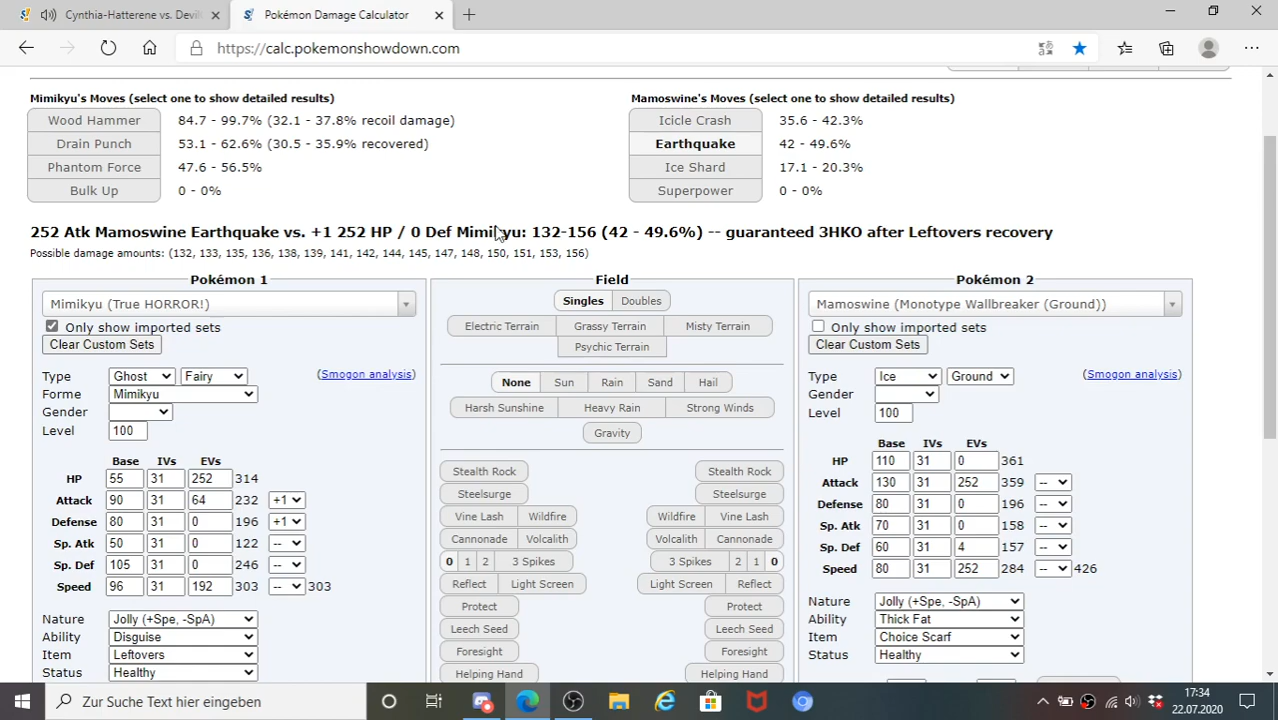 Cynthia-Hatterene vs. Devil
Pokémon Damage Calculator
https://calc.pokemonshowdown.com
Mimikyu's Moves (select one to show detailed results)
Wood Hammer 84.7 - 99.7% (32.1 - 37.8% recoil damage)
Drain Punch 53.1 - 62.6% (30.5 - 35.9% recovered)
Phantom Force 47.6 - 56.5%
Bulk Up 0 - 0%
Mamoswine's Moves (select one to show detailed results)
Icicle Crash 35.6 - 42.3%
Earthquake 42 - 49.6%
Ice Shard 17.1 - 20.3%
Superpower 0 - 0%
252 Atk Mamoswine Earthquake vs. +1 252 HP / 0 Def Mimikyu: 132-156 (42 - 49.6%) -- guaranteed 3HKO after Leftovers recovery
Possible damage amounts: (132, 133, 135, 136, 138, 139, 141, 142, 144, 145, 147, 148, 150, 151, 153, 156)
Pokémon 1
Mimikyu (True HORROR!)
Only show imported sets
Clear Custom Sets
Type Ghost Fairy (Smogon analysis)
Forme Mimikyu
Gender
Level 100
Base IVs EVs
HP 55 31 252 314
Attack 90 31 64 232 +1
Defense 80 31 0 196 +1
Sp. Atk 50 31 0 122 --
Sp. Def 105 31 0 246 --
Speed 96 31 192 303 -- 303
Nature Jolly (+Spe, -SpA)
Ability Disguise
Item Leftovers
Status Healthy
Field
Singles Doubles
Electric Terrain Grassy Terrain Misty Terrain
Psychic Terrain
None Sun Rain Sand Hail
Harsh Sunshine Heavy Rain Strong Winds
Gravity
Stealth Rock Stealth Rock
Steelsurge Steelsurge
Vine Lash Wildfire Wildfire Vine Lash
Cannonade Volcalith Volcalith Cannonade
0 1 2 3 Spikes 3 Spikes 2 1 0
Reflect Light Screen Light Screen Reflect
Protect Protect
Leech Seed Leech Seed
Foresight Foresight
Helping Hand Helping Hand
Pokémon 2
Mamoswine (Monotype Wallbreaker (Ground))
Only show imported sets
Clear Custom Sets
Type Ice Ground (Smogon analysis)
Gender
Level 100
Base IVs EVs
HP 110 31 0 361
Attack 130 31 252 359 --
Defense 80 31 0 196 --
Sp. Atk 70 31 0 158 --
Sp. Def 60 31 4 157 --
Speed 80 31 252 284 -- 426
Nature Jolly (+Spe, -SpA)
Ability Thick Fat
Item Choice Scarf
Status Healthy
Zur Suche Text hier eingeben
17:34
22.07.2020